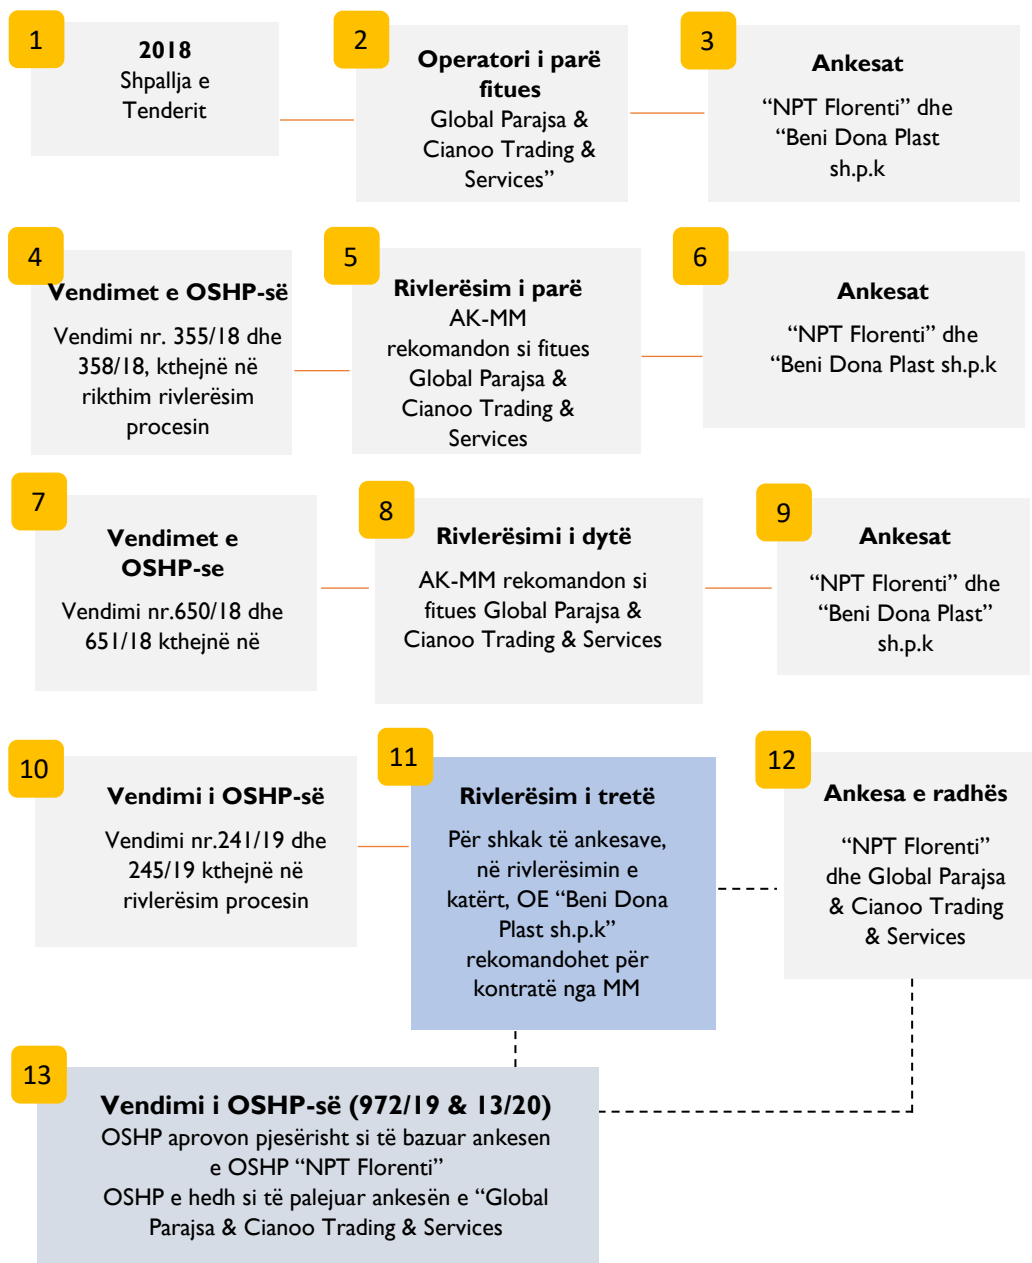 1
2018
Shpallja e
Tenderit
2
Operatori i parë
fitues
Global Parajsa &
Cianoo Trading &
Services”
3
Ankesat
“NPT Florenti” dhe
“Beni Dona Plast
sh.p.k
4
Vendimet e OSHP-së
Vendimi nr. 355/18 dhe
358/18, kthejnë në
rikthim rivlerësim
procesin
5
Rivlerësim i parë
AK-MM
rekomandon si fitues
Global Parajsa &
Cianoo Trading &
Services
6
Ankesat
“NPT Florenti” dhe
“Beni Dona Plast sh.p.k
7
Vendimet e
OSHP-se
Vendimi nr.650/18 dhe
651/18 kthejnë në
8
Rivlerësimi i dytë
AK-MM rekomandon si
fitues Global Parajsa &
Cianoo Trading & Services
9
Ankesat
“NPT Florenti” dhe
“Beni Dona Plast”
sh.p.k
10
Vendimi i OSHP-së
Vendimi nr.241/19 dhe
245/19 kthejnë në
rivlerësim procesin
11
Rivlerësim i tretë
Për shkak të ankesave,
në rivlerësimin e
katërt, OE “Beni Dona
Plast sh.p.k”
rekomandohet për
kontratë nga MM
12
Ankesa e radhës
“NPT Florenti”
dhe Global Parajsa
& Cianoo Trading
& Services
13
Vendimi i OSHP-së (972/19 & 13/20)
OSHP aprovon pjesërisht si të bazuar ankesen
e OSHP “NPT Florenti”
OSHP e hedh si të palejuar ankesën e “Global
Parajsa & Cianoo Trading & Services